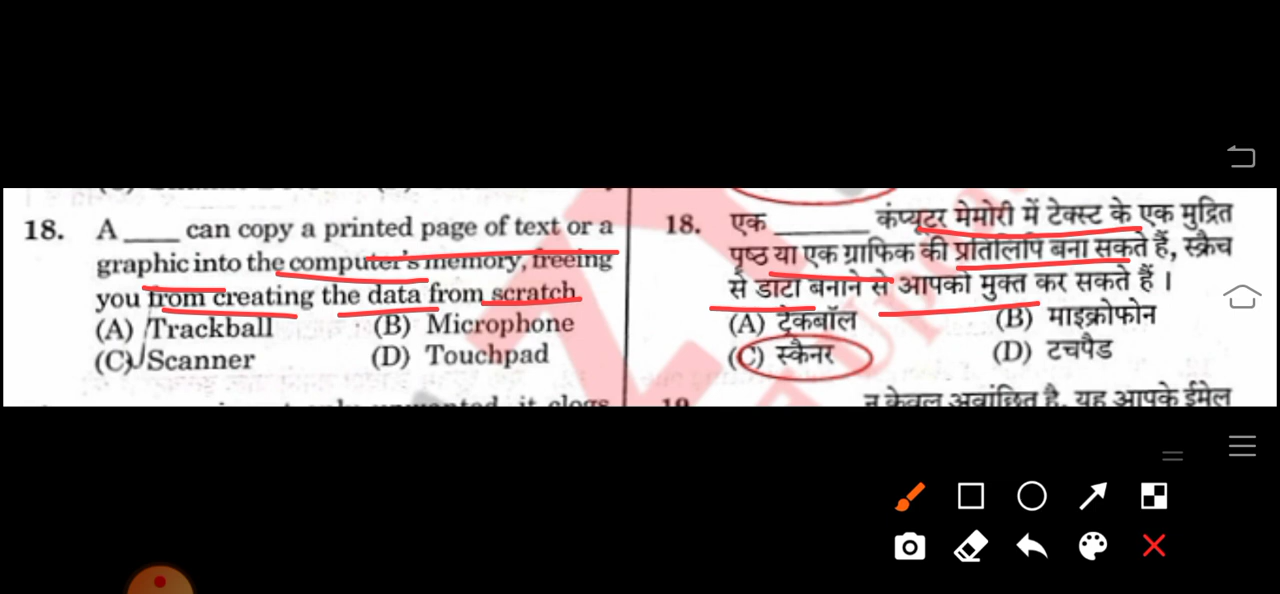 18. A ____ can copy a printed page of text or a
graphic into the computer's memory, freeing
you from creating the data from scratch.
(A) Trackball (B) Microphone
(C) Scanner (D) Touchpad
18. एक ______ कंप्यूटर मेमोरी में टेक्स्ट के एक मुद्रित
पृष्ठ या एक ग्राफिक की प्रतिलिपि बना सकते हैं, स्क्रैच
से डाटा बनाने से आपको मुक्त कर सकते हैं ।
(A) ट्रैकबॉल (B) माइक्रोफोन
(C) स्कैनर (D) टचपैड
19. न केवल अवांछित है, यह आपके ईमेल